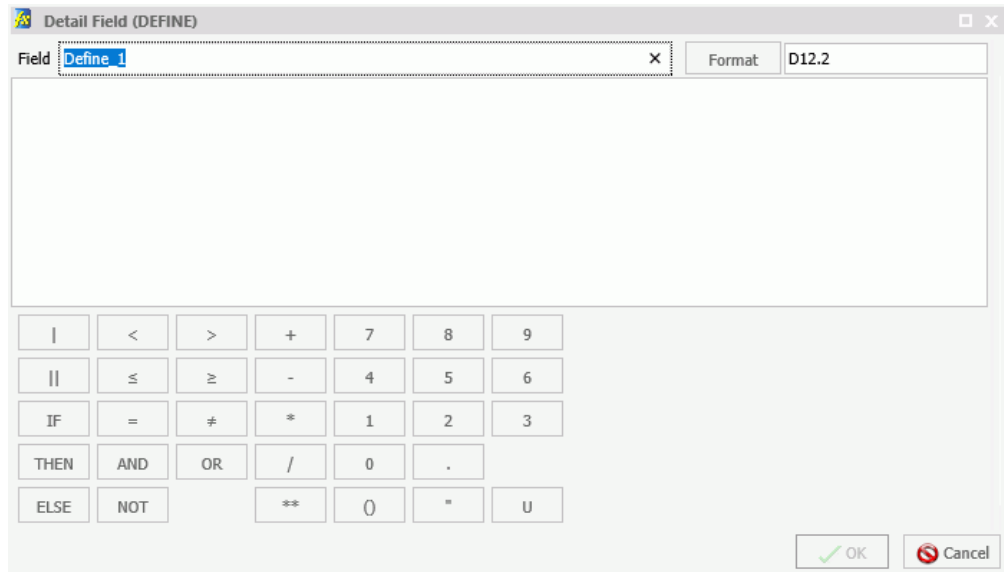 Detail Field (DEFINE)
Field Define_1 × Format D12.2
| < > + 7 8 9
|| ≤ ≥ - 4 5 6
IF = ≠ * 1 2 3
THEN AND OR / 0 .
ELSE NOT ** () " U
OK Cancel